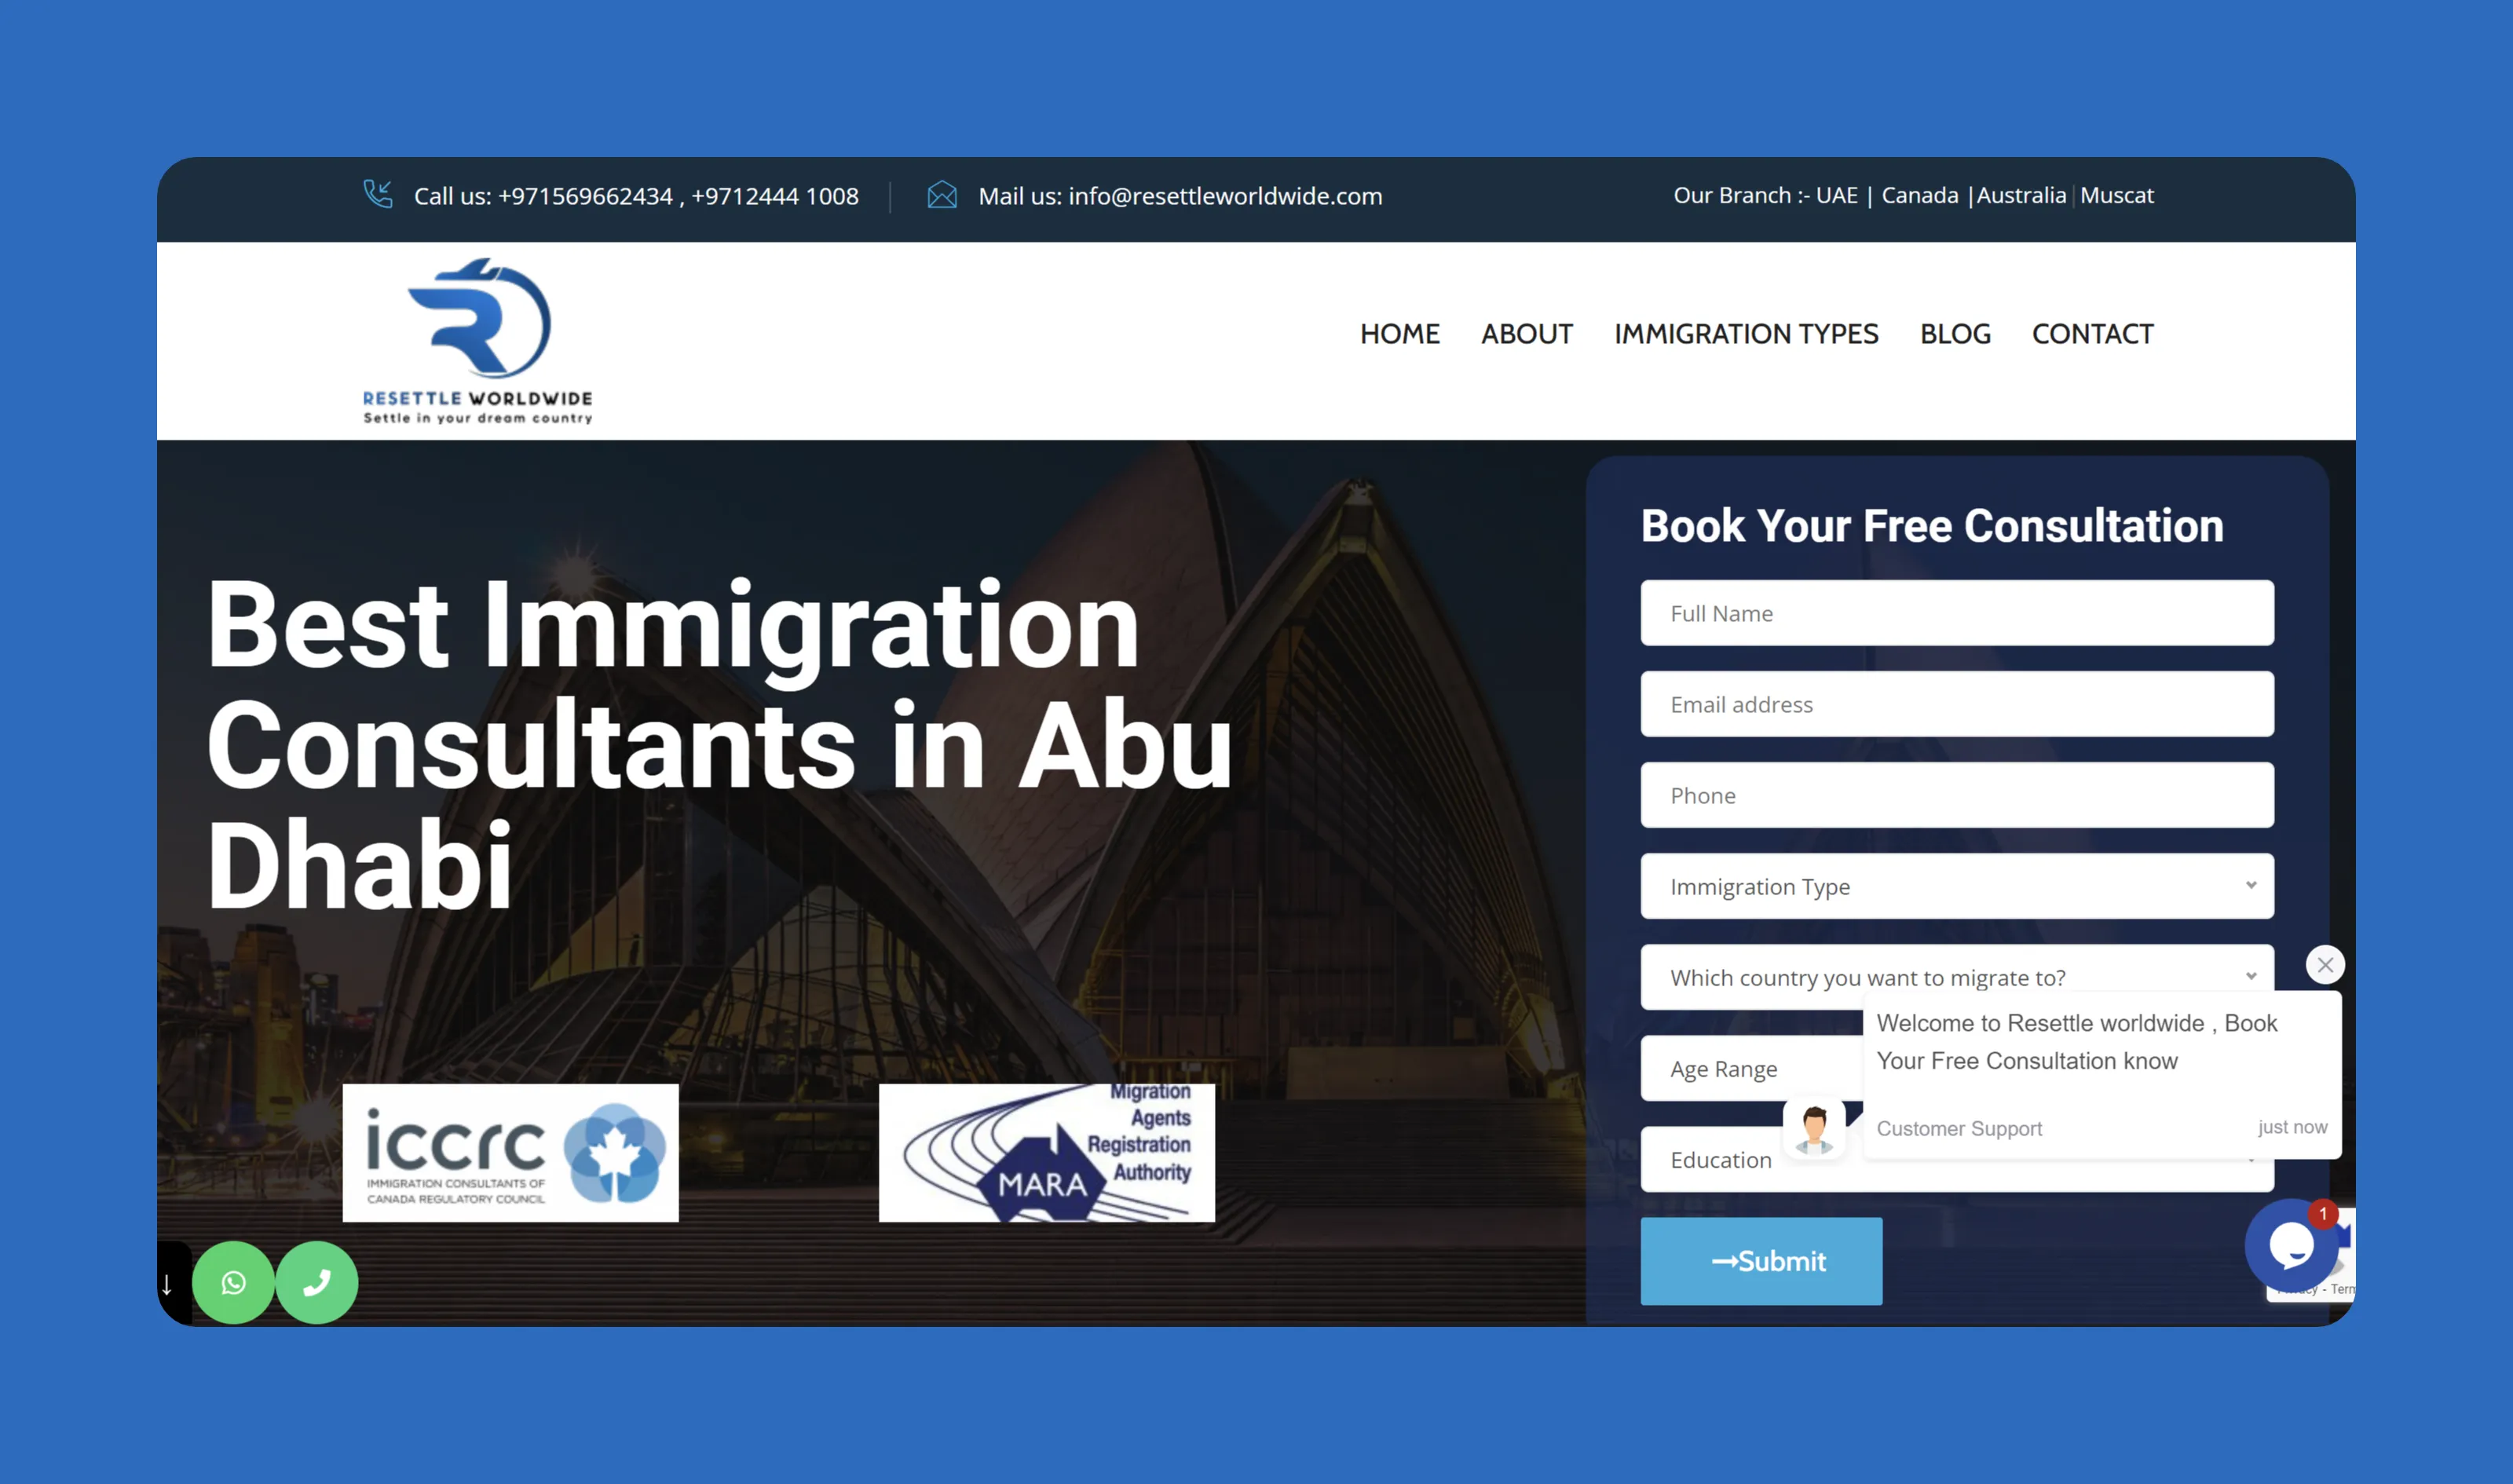 Call us: +971569662434 , +9712444 1008
Mail us: info@resettleworldwide.com
Our Branch :- UAE | Canada |Australia | Muscat
RESETTLE WORLDWIDE
Settle in your dream country
HOME ABOUT IMMIGRATION TYPES BLOG CONTACT
Best Immigration
Consultants in Abu
Dhabi
iccrc
IMMIGRATION CONSULTANTS OF
CANADA REGULATORY COUNCIL
Migration
Agents
Registration
Authority
MARA
Book Your Free Consultation
Full Name
Email address
Phone
Immigration Type
Which country you want to migrate to?
Age Range
Education
Submit
Welcome to Resettle worldwide , Book
Your Free Consultation know
Customer Support
just now
1